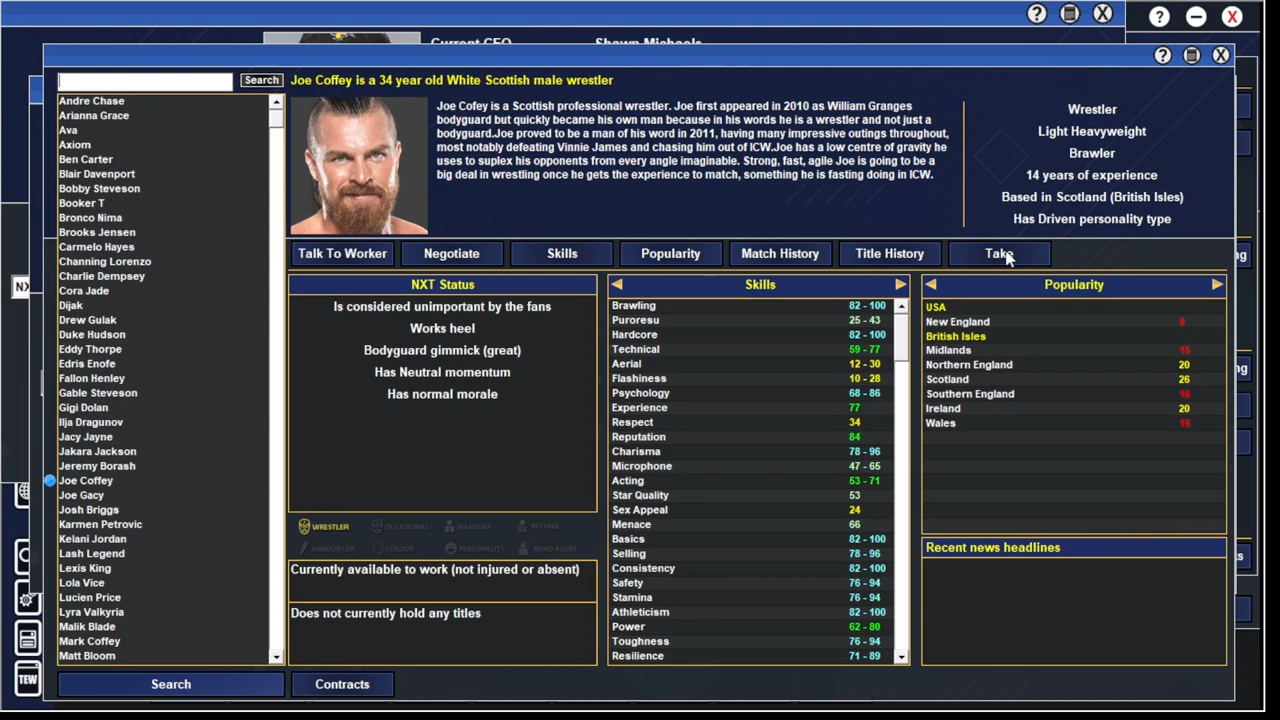 Current CEO
Shawn Michaels
Search
Joe Coffey is a 34 year old White Scottish male wrestler
Andre Chase
Arianna Grace
Ava
Axiom
Ben Carter
Blair Davenport
Bobby Steveson
Booker T
Bronco Nima
Brooks Jensen
Carmelo Hayes
Channing Lorenzo
Charlie Dempsey
Cora Jade
Dijak
Drew Gulak
Duke Hudson
Eddy Thorpe
Edris Enofe
Fallon Henley
Gable Steveson
Gigi Dolan
Ilja Dragunov
Jacy Jayne
Jakara Jackson
Jeremy Borash
Joe Coffey
Joe Gacy
Josh Briggs
Karmen Petrovic
Kelani Jordan
Lash Legend
Lexis King
Lola Vice
Lucien Price
Lyra Valkyria
Malik Blade
Mark Coffey
Matt Bloom
Search
Joe Cofey is a Scottish professional wrestler. Joe first appeared in 2010 as William Granges
bodyguard but quickly became his own man because in his words he is a wrestler and not just a
bodyguard.Joe proved to be a man of his word in 2011, having many impressive outings throughout,
most notably defeating Vinnie James and chasing him out of ICW.Joe has a low centre of gravity he
uses to suplex his opponents from every angle imaginable. Strong, fast, agile Joe is going to be a
big deal in wrestling once he gets the experience to match, something he is fasting doing in ICW.
Wrestler
Light Heavyweight
Brawler
14 years of experience
Based in Scotland (British Isles)
Has Driven personality type
Talk To Worker
Negotiate
Skills
Popularity
Match History
Title History
Take
NXT Status
Is considered unimportant by the fans
Works heel
Bodyguard gimmick (great)
Has Neutral momentum
Has normal morale
WRESTLER
OCCASIONAL
MANAGER
REFEREE
ANNOUNCER
COLOUR
PERSONALITY
ROAD AGENT
Currently available to work (not injured or absent)
Does not currently hold any titles
Contracts
Skills
Brawling 82 - 100
Puroresu 25 - 43
Hardcore 82 - 100
Technical 59 - 77
Aerial 12 - 30
Flashiness 10 - 28
Psychology 68 - 86
Experience 77
Respect 34
Reputation 84
Charisma 78 - 96
Microphone 47 - 65
Acting 53 - 71
Star Quality 53
Sex Appeal 24
Menace 66
Basics 82 - 100
Selling 78 - 96
Consistency 82 - 100
Safety 76 - 94
Stamina 76 - 94
Athleticism 82 - 100
Power 62 - 80
Toughness 76 - 94
Resilience 71 - 89
Popularity
USA
New England 0
British Isles
Midlands 15
Northern England 20
Scotland 26
Southern England 15
Ireland 20
Wales 15
Recent news headlines
TEW